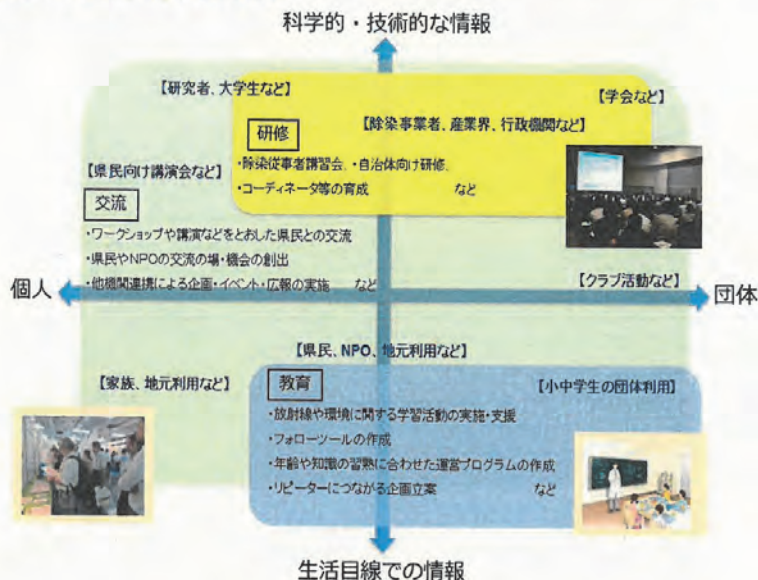 科学的・技術的な情報
【研究者、大学生など】
【学会など】
研修
【除染事業者、産業界、行政機関など】
・除染従事者講習会、・自治体向け研修、
・コーディネータ等の育成 など
【県民向け講演会など】
交流
・ワークショップや講演などをとおした県民との交流
・県民やNPOの交流の場・機会の創出
・他機関連携による企画・イベント・広報の実施 など
個人
【クラブ活動など】
団体
【県民、NPO、地元利用など】
【家族、地元利用など】
教育
【小中学生の団体利用】
・放射線や環境に関する学習活動の実施・支援
・フォローツールの作成
・年齢や知識の習熟に合わせた運営プログラムの作成
・リピーターにつながる企画立案 など
生活目線での情報